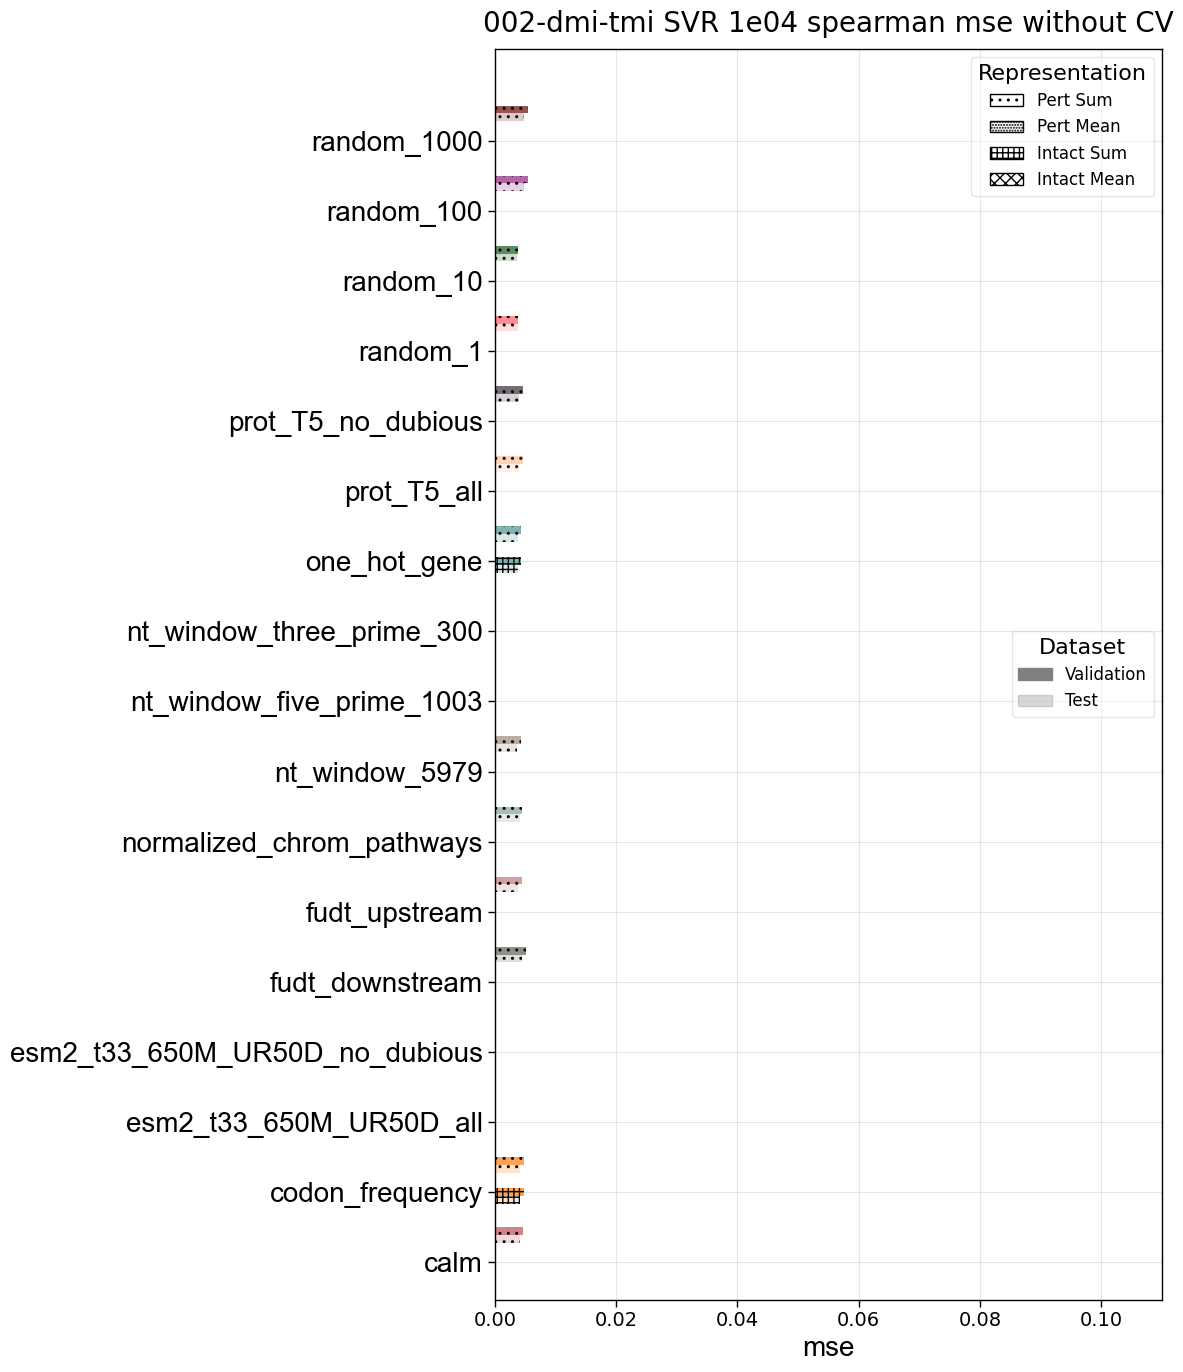 002-dmi-tmi SVR 1e04 spearman mse without CV
Representation
Pert Sum
Pert Mean
Intact Sum
Intact Mean
random_1000
random_100
random_10
random_1
prot_T5_no_dubious
prot_T5_all
one_hot_gene
nt_window_three_prime_300
Dataset
Validation
Test
nt_window_five_prime_1003
nt_window_5979
normalized_chrom_pathways
fudt_upstream
fudt_downstream
esm2_t33_650M_UR50D_no_dubious
esm2_t33_650M_UR50D_all
codon_frequency
calm
0.00 0.02 0.04 0.06 0.08 0.10
mse